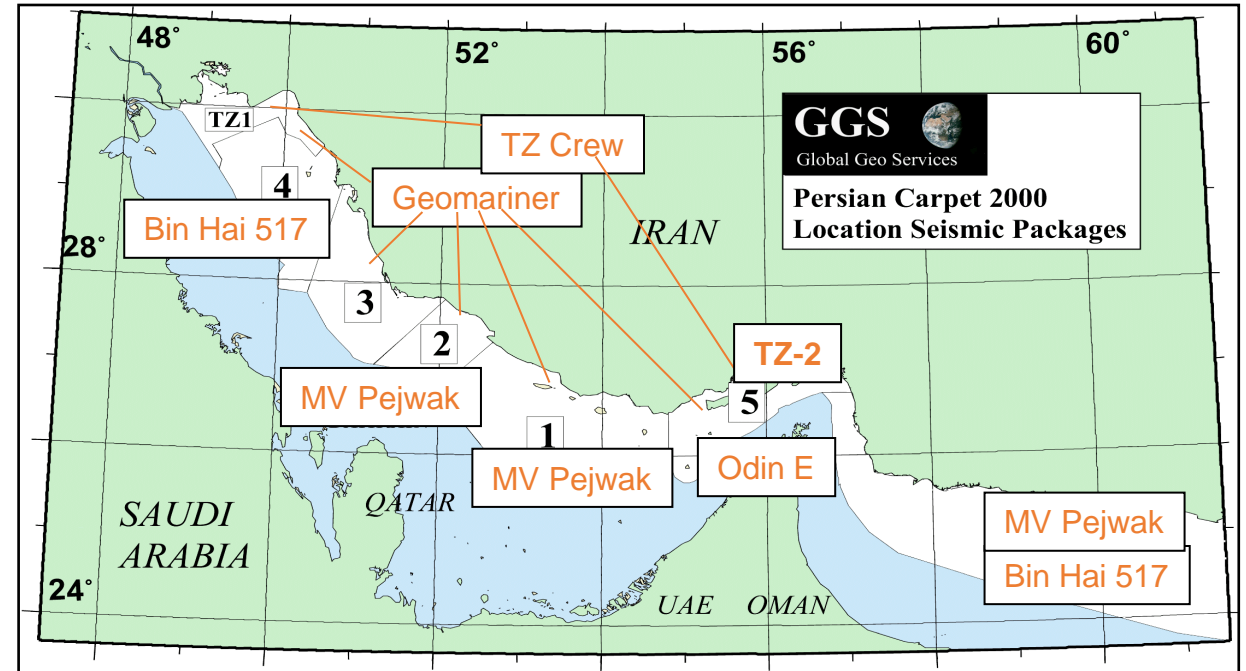 48°
52°
56°
60°
GGS
Global Geo Services
Persian Carpet 2000
Location Seismic Packages
TZ1
TZ Crew
4
Geomariner
Bin Hai 517
IRAN
28°
3
2
TZ-2
MV Pejwak
5
1
MV Pejwak
Odin E
QATAR
SAUDI
ARABIA
MV Pejwak
Bin Hai 517
24°
UAE OMAN